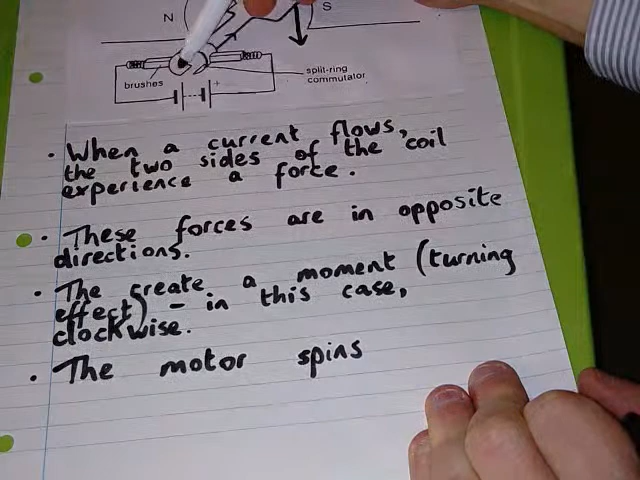 N
S
brushes
+
split-ring
commutator
• When a current flows,
the two sides of the coil
experience a force.
• These forces are in opposite
directions.
• The create a moment (turning
effect) – in this case,
clockwise.
• The motor spins